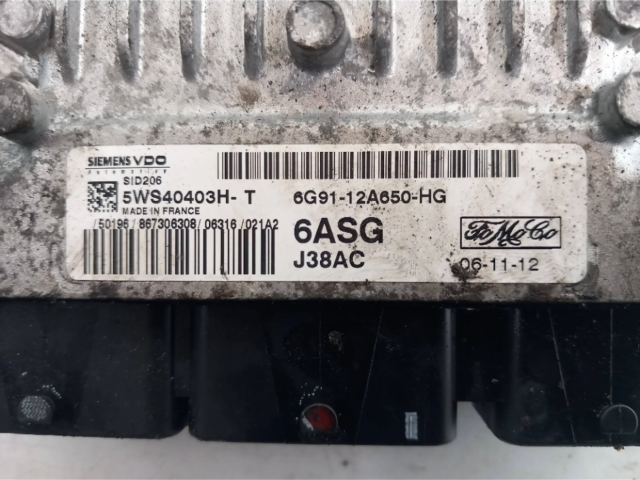 SIEMENS VDO
Automotive
SID206
5WS40403H- T
MADE IN FRANCE
/50196/ 867306308/06316/021A2
6G91-12A650-HG
6ASG
J38AC
FoMoCo
06-11-12